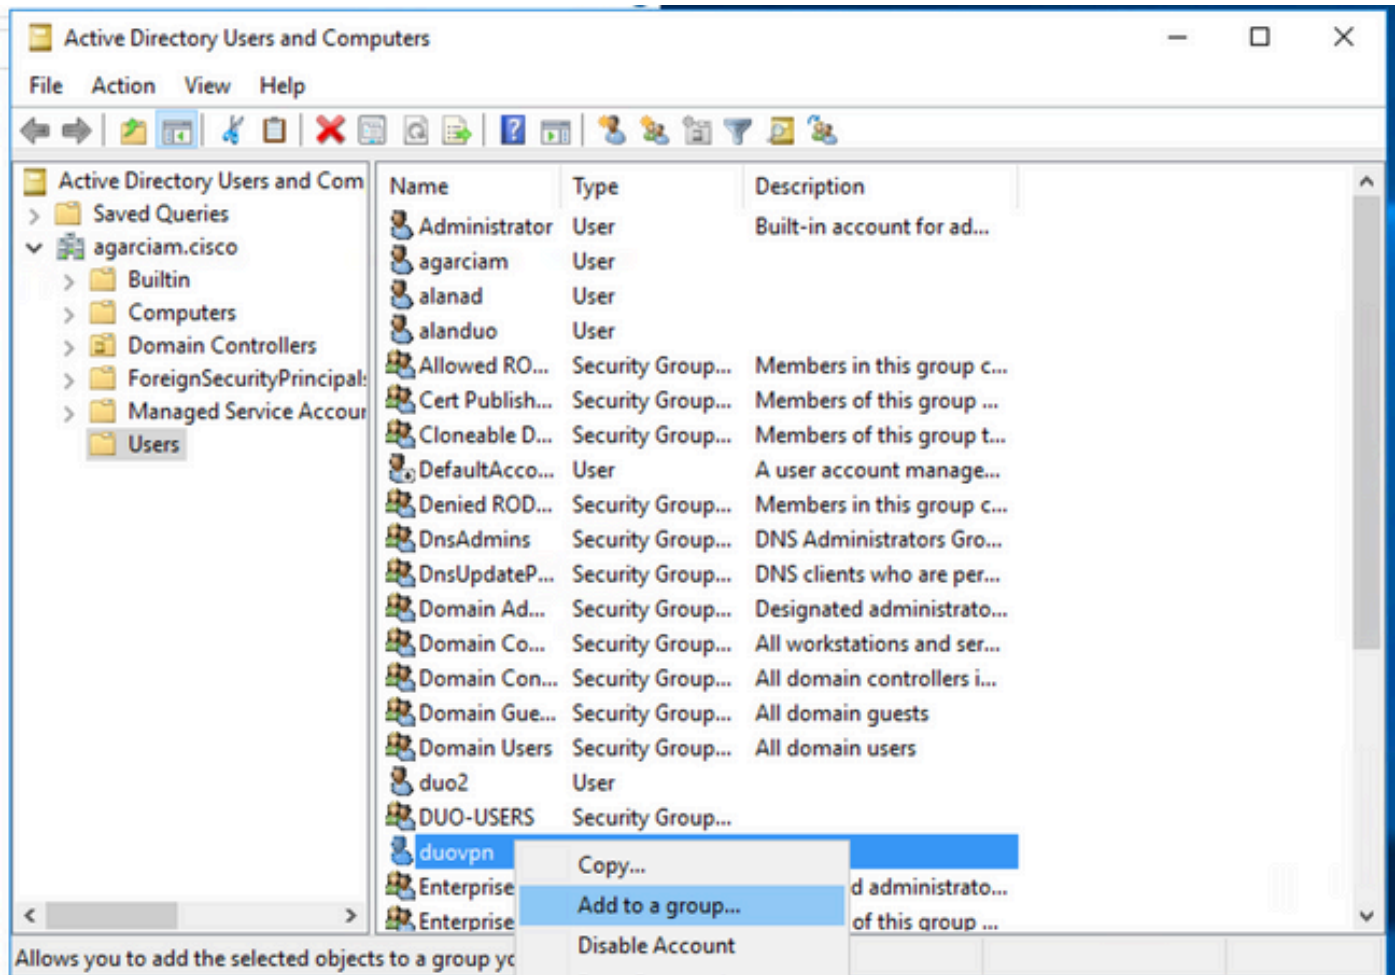 Active Directory Users and Computers
File Action View Help
Active Directory Users and Com
Saved Queries
agarciam.cisco
Builtin
Computers
Domain Controllers
ForeignSecurityPrincipals
Managed Service Accour
Users
Name Type Description
Administrator User Built-in account for ad...
agarciam User
alanad User
alanduo User
Allowed RO... Security Group... Members in this group c...
Cert Publish... Security Group... Members of this group ...
Cloneable D... Security Group... Members of this group t...
DefaultAcco... User A user account manage...
Denied ROD... Security Group... Members in this group c...
DnsAdmins Security Group... DNS Administrators Gro...
DnsUpdateP... Security Group... DNS clients who are per...
Domain Ad... Security Group... Designated administrato...
Domain Co... Security Group... All workstations and ser...
Domain Con... Security Group... All domain controllers i...
Domain Gue... Security Group... All domain guests
Domain Users Security Group... All domain users
duo2 User
DUO-USERS Security Group...
duovpn
Enterprise d administrato...
Enterprise of this group ...
Copy...
Add to a group...
Disable Account
Allows you to add the selected objects to a group yo